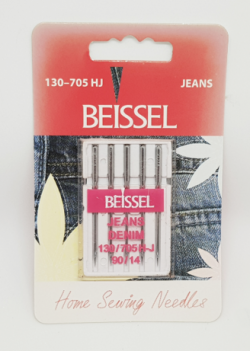 130-705 HJ JEANS
BEISSEL
BEISSEL
JEANS
DENIM
130/705 H-J
90/14
Home Sewing Needles